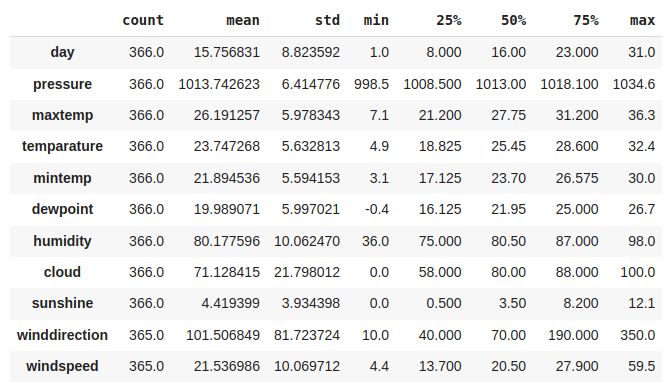 count mean std min 25% 50% 75% max
day 366.0 15.756831 8.823592 1.0 8.000 16.00 23.000 31.0
pressure 366.0 1013.742623 6.414776 998.5 1008.500 1013.00 1018.100 1034.6
maxtemp 366.0 26.191257 5.978343 7.1 21.200 27.75 31.200 36.3
temparature 366.0 23.747268 5.632813 4.9 18.825 25.45 28.600 32.4
mintemp 366.0 21.894536 5.594153 3.1 17.125 23.70 26.575 30.0
dewpoint 366.0 19.989071 5.997021 -0.4 16.125 21.95 25.000 26.7
humidity 366.0 80.177596 10.062470 36.0 75.000 80.50 87.000 98.0
cloud 366.0 71.128415 21.798012 0.0 58.000 80.00 88.000 100.0
sunshine 366.0 4.419399 3.934398 0.0 0.500 3.50 8.200 12.1
winddirection 365.0 101.506849 81.723724 10.0 40.000 70.00 190.000 350.0
windspeed 365.0 21.536986 10.069712 4.4 13.700 20.50 27.900 59.5